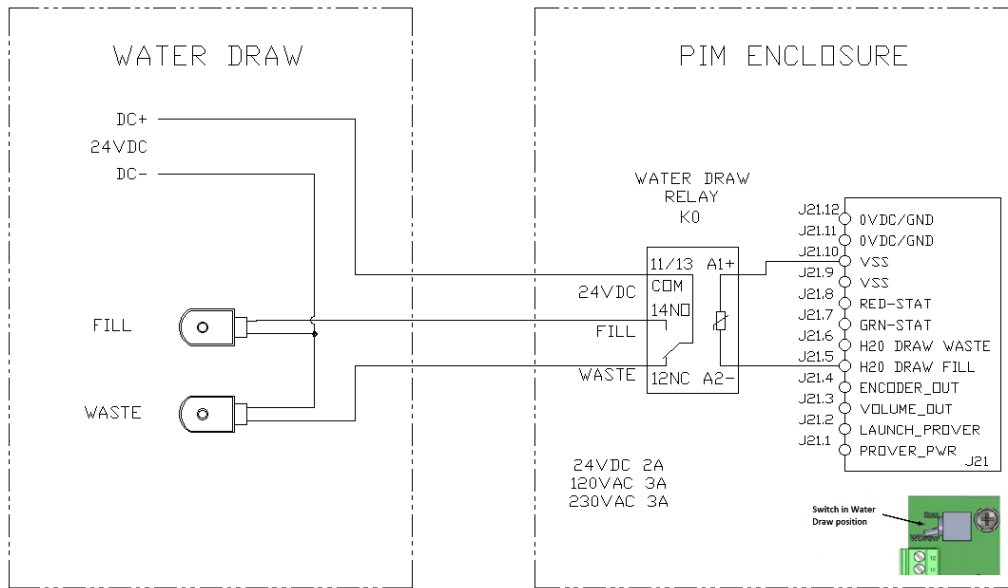 WATER DRAW
DC+
24VDC
DC-
FILL
WASTE
PIM ENCLOSURE
WATER DRAW
RELAY
K0
11/13 A1+
COM
24VDC
14NO
FILL
WASTE
12NC A2-
24VDC 2A
120VAC 3A
230VAC 3A
J21.12 0VDC/GND
J21.11 0VDC/GND
J21.10 VSS
J21.9 VSS
J21.8 RED-STAT
J21.7 GRN-STAT
J21.6 H20 DRAW WASTE
J21.5 H20 DRAW FILL
J21.4 ENCODER_OUT
J21.3 VOLUME_OUT
J21.2 LAUNCH_PROVER
J21.1 PROVER_PWR
J21
Switch in Water
Draw position
Run
12
11